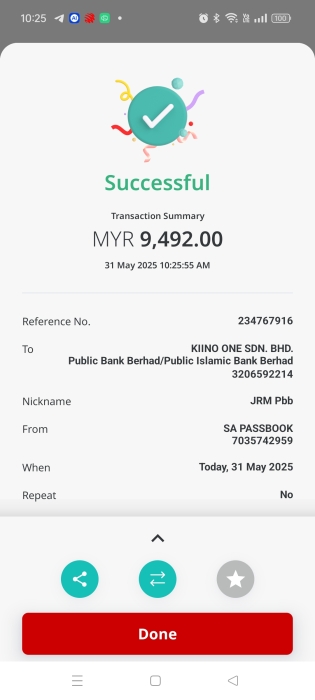 10:25
100
Successful
Transaction Summary
MYR 9,492.00
31 May 2025 10:25:55 AM
Reference No. 234767916
To KIINO ONE SDN. BHD.
Public Bank Berhad/Public Islamic Bank Berhad
3206592214
Nickname JRM Pbb
From SA PASSBOOK
7035742959
When Today, 31 May 2025
Repeat No
Done